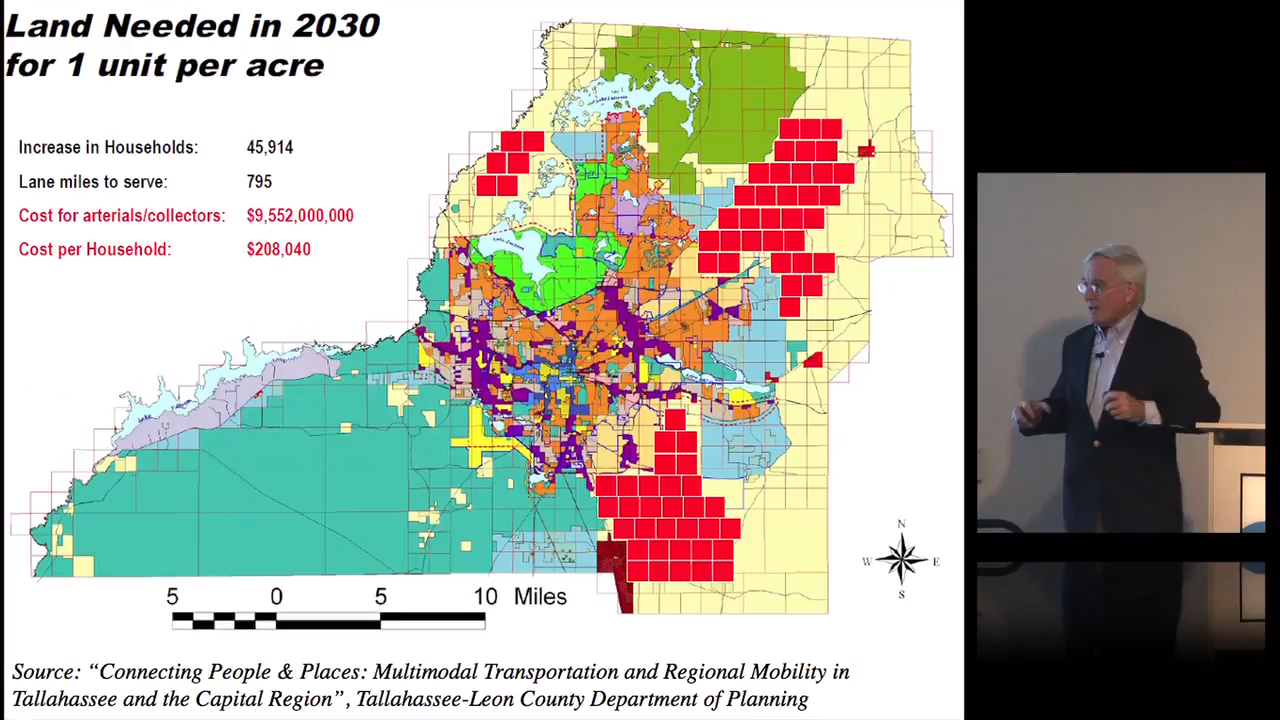 Land Needed in 2030
for 1 unit per acre
Increase in Households: 45,914
Lane miles to serve: 795
Cost for arterials/collectors: $9,552,000,000
Cost per Household: $208,040
N
W E
S
5 0 5 10 Miles
Source: “Connecting People & Places: Multimodal Transportation and Regional Mobility in
Tallahassee and the Capital Region”, Tallahassee-Leon County Department of Planning